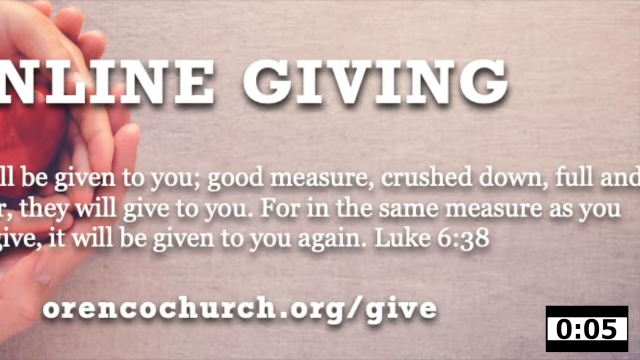 NLINE GIVING
ll be given to you; good measure, crushed down, full and
r, they will give to you. For in the same measure as you
give, it will be given to you again. Luke 6:38
orencochurch.org/give
0:05